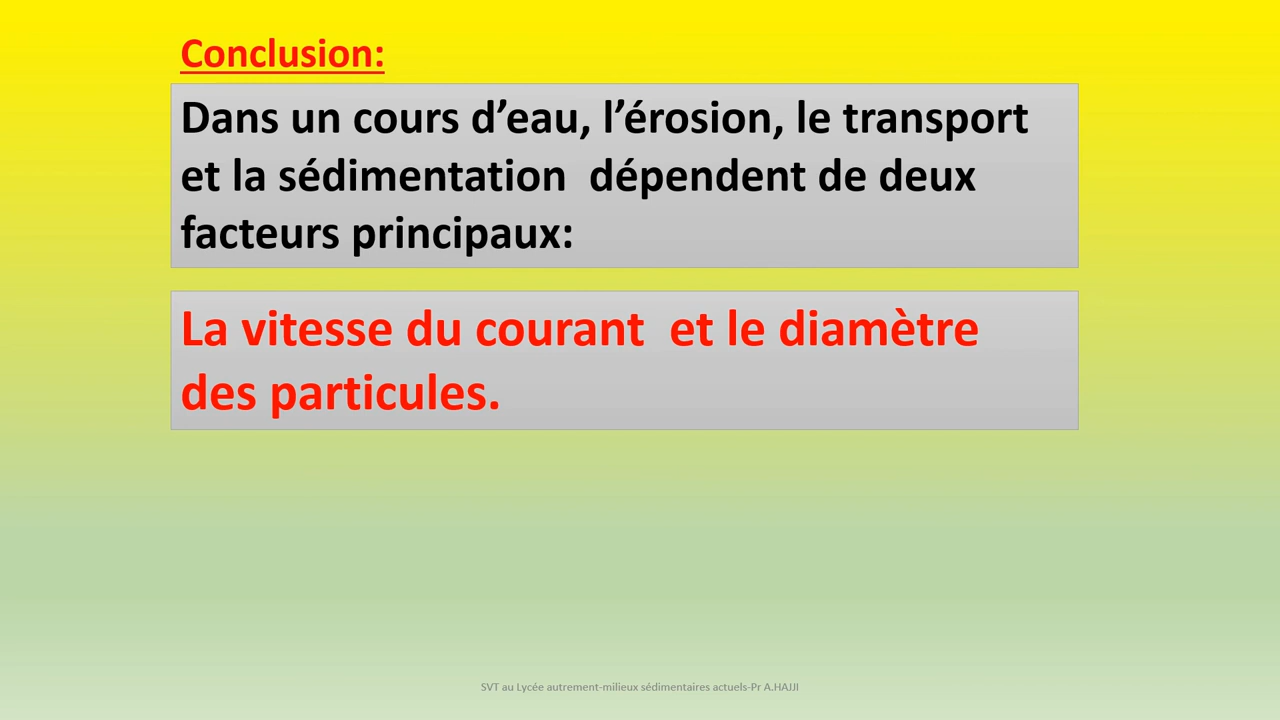 Conclusion:
Dans un cours d’eau, l’érosion, le transport
et la sédimentation  dépendent de deux
facteurs principaux:
La vitesse du courant  et le diamètre
des particules.
SVT au Lycée autrement-milieux sédimentaires actuels-Pr A.HAJJI